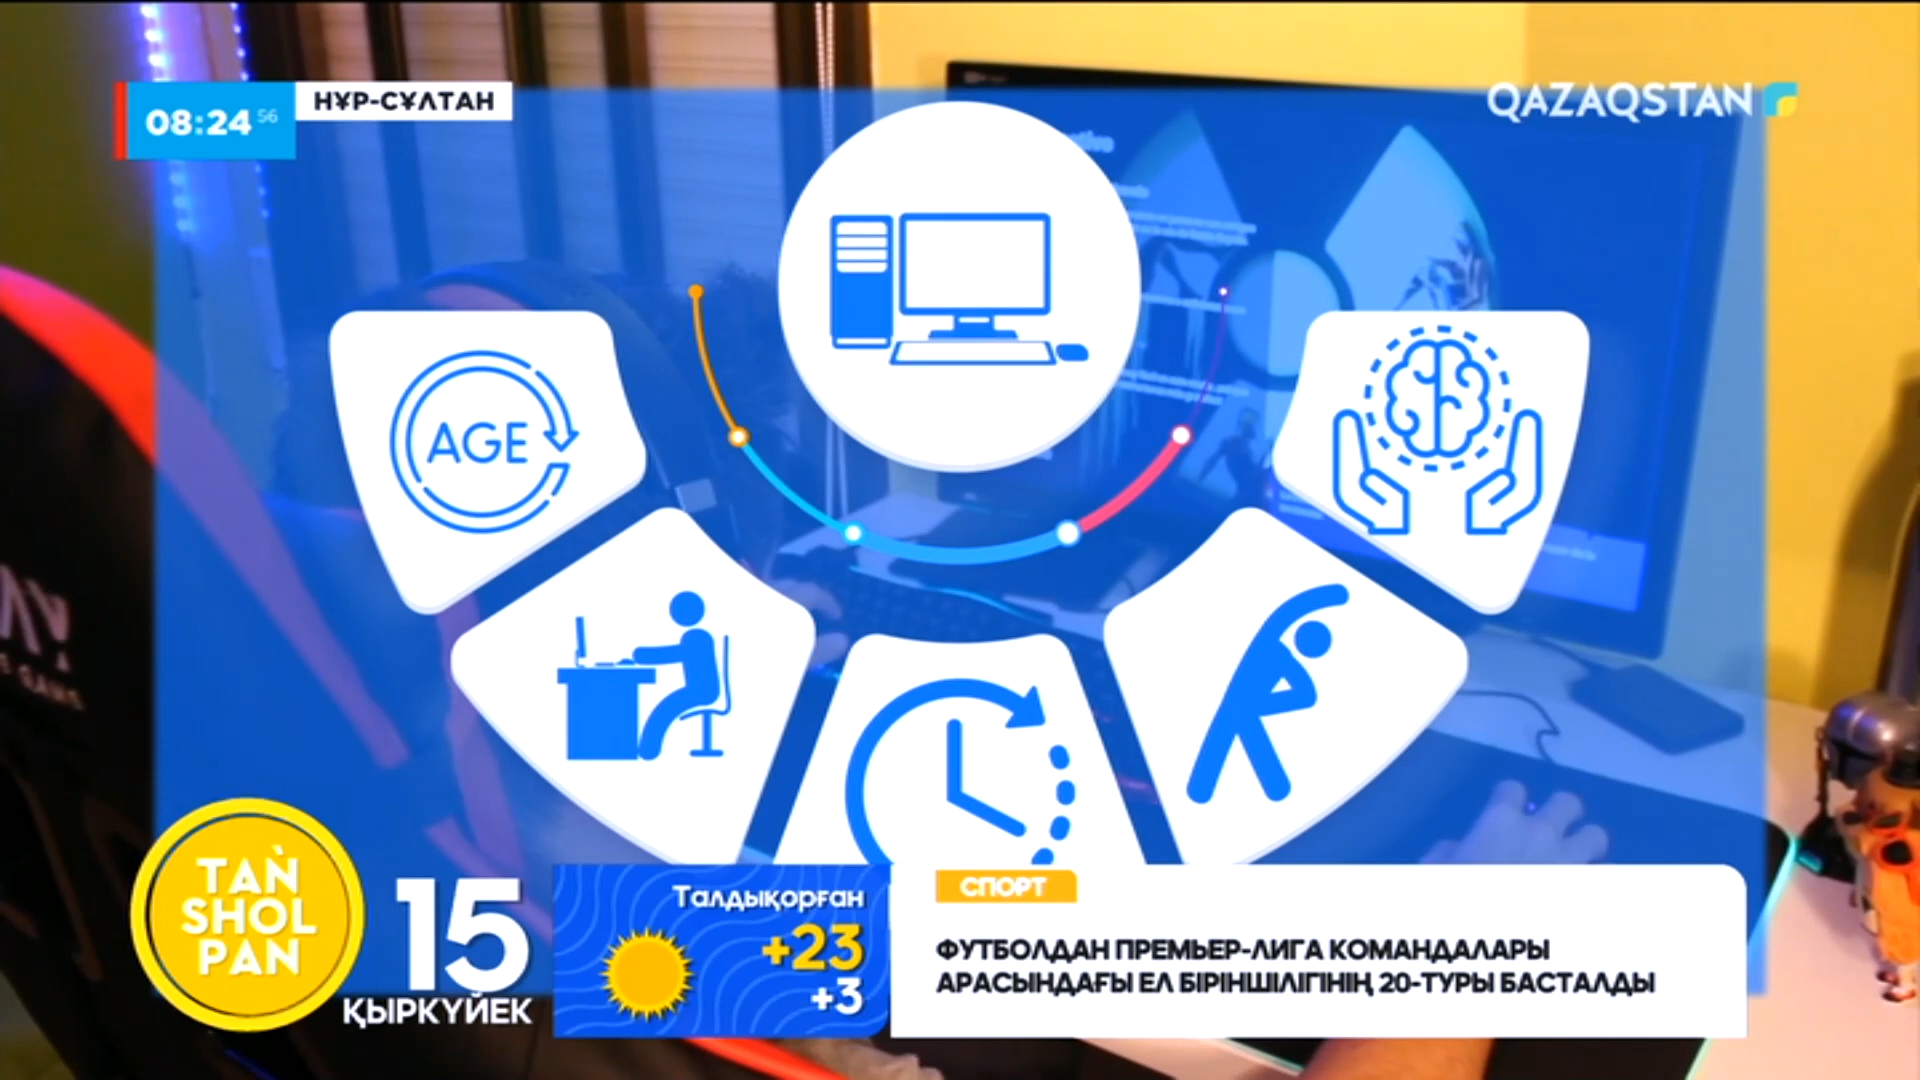 08:24 56
НҰР-СҰЛТАН
QAZAQSTAN
AGE
TAŃ
SHOL
PAN
15
ҚЫРКҮЙЕК
Талдықорған
+23
+3
СПОРТ
ФУТБОЛДАН ПРЕМЬЕР-ЛИГА КОМАНДАЛАРЫ
АРАСЫНДАҒЫ ЕЛ БІРІНШІЛІГІНІҢ 20-ТУРЫ БАСТАЛДЫ